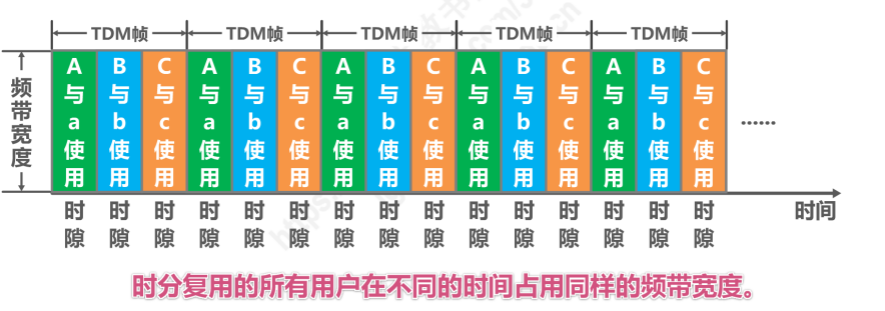 TDM帧 TDM帧 TDM帧 TDM帧 TDM帧
频带宽度
A与a使用 B与b使用 C与c使用 A与a使用 B与b使用 C与c使用 A与a使用 B与b使用 C与c使用 A与a使用 B与b使用 C与c使用 A与a使用 B与b使用 C与c使用 ......
时隙 时隙 时隙 时隙 时隙 时隙 时隙 时隙 时隙 时隙 时隙 时隙 时隙 时隙 时隙 时间
时分复用的所有用户在不同的时间占用同样的频带宽度。